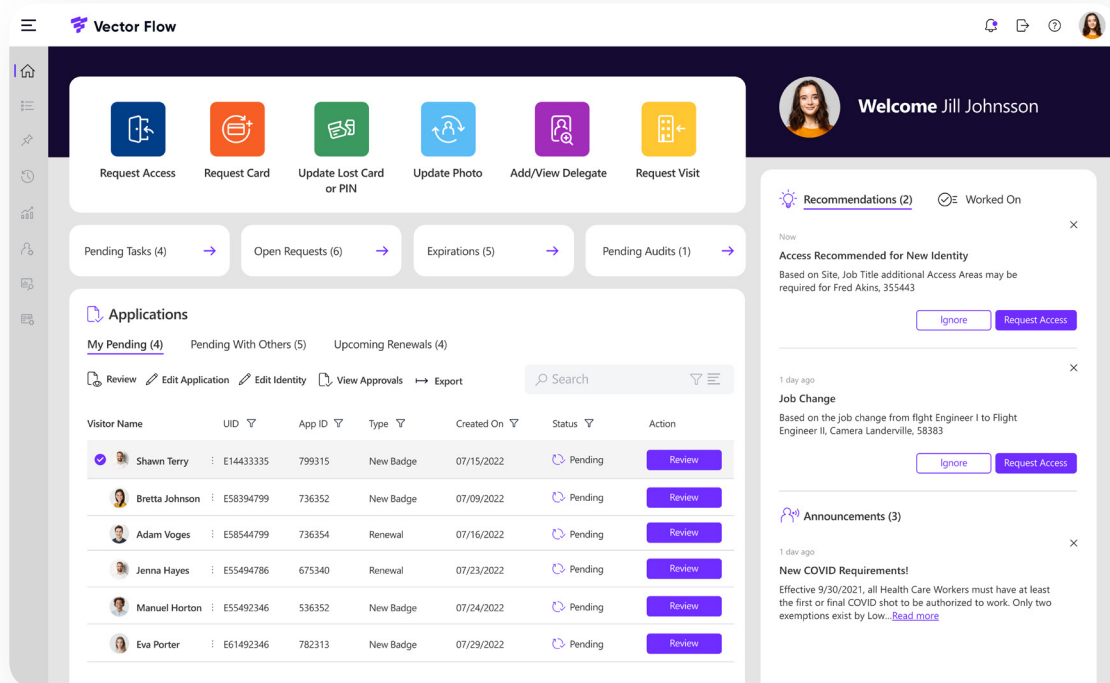 Vector Flow
Welcome Jill Johnsson
Request Access
Request Card
Update Lost Card
or PIN
Update Photo
Add/View Delegate
Request Visit
Pending Tasks (4)
Open Requests (6)
Expirations (5)
Pending Audits (1)
Applications
My Pending (4) Pending With Others (5) Upcoming Renewals (4)
Review Edit Application Edit Identity View Approvals Export Search
Visitor Name UID App ID Type Created On Status Action
Shawn Terry E14433335 799315 New Badge 07/15/2022 Pending Review
Bretta Johnson E58394799 736352 New Badge 07/09/2022 Pending Review
Adam Voges E58544799 736354 Renewal 07/16/2022 Pending Review
Jenna Hayes E55494786 675340 Renewal 07/23/2022 Pending Review
Manuel Horton E55492346 536352 New Badge 07/24/2022 Pending Review
Eva Porter E61492346 782313 New Badge 07/29/2022 Pending Review
Recommendations (2) Worked On
Now
Access Recommended for New Identity
Based on Site, Job Title additional Access Areas may be
required for Fred Akins, 355443
Ignore Request Access
1 day ago
Job Change
Based on the job change from flght Engineer I to Flight
Engineer II, Camera Landerville, 58383
Ignore Request Access
Announcements (3)
1 day ago
New COVID Requirements!
Effective 9/30/2021, all Health Care Workers must have at least
the first or final COVID shot to be authorized to work. Only two
exemptions exist by Low...Read more